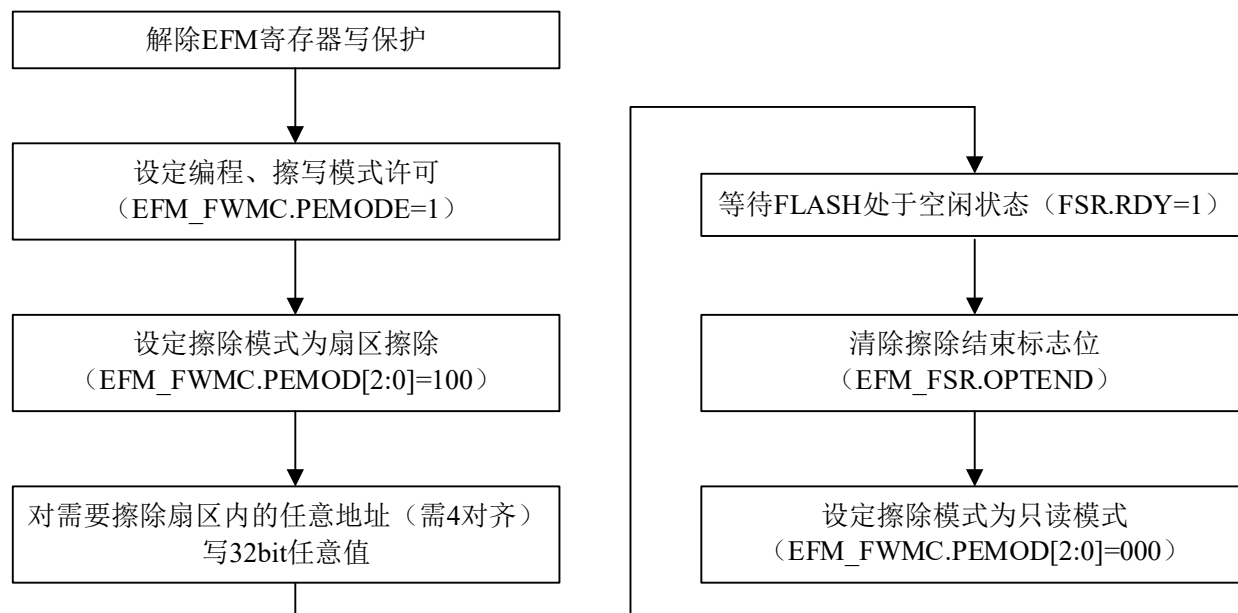 解除EFM寄存器写保护
设定编程、擦写模式许可
（EFM_FWMC.PEMODE=1）
设定擦除模式为扇区擦除
（EFM_FWMC.PEMOD[2:0]=100）
对需要擦除扇区内的任意地址（需4对齐）
写32bit任意值
等待FLASH处于空闲状态（FSR.RDY=1）
清除擦除结束标志位
（EFM_FSR.OPTEND）
设定擦除模式为只读模式
（EFM_FWMC.PEMOD[2:0]=000）